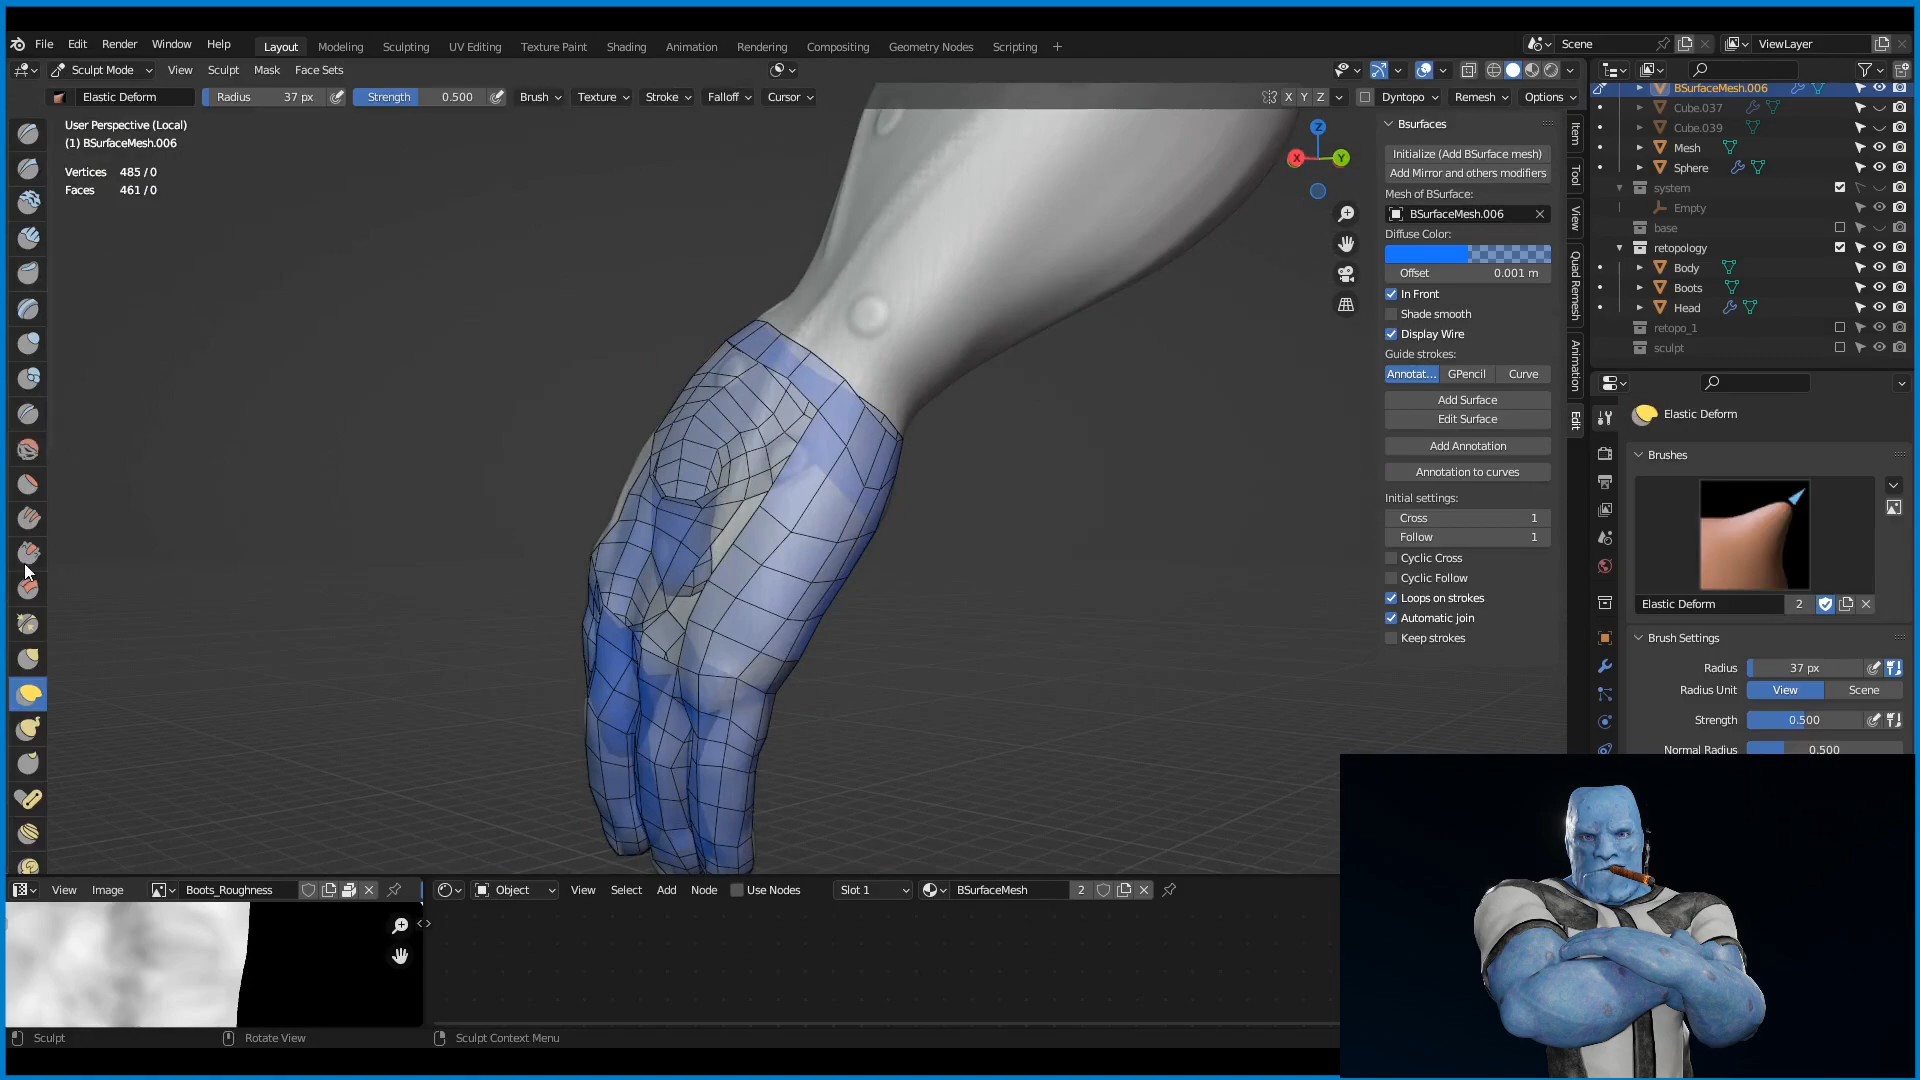 File Edit Render Window Help Layout Modeling Sculpting UV Editing Texture Paint Shading Animation Rendering Compositing Geometry Nodes Scripting + Scene ViewLayer
Sculpt Mode View Sculpt Mask Face Sets
Elastic Deform Radius 37 px Strength 0.500 Brush Texture Stroke Falloff Cursor X Y Z Dyntopo Remesh Options
User Perspective (Local)
(1) BSurfaceMesh.006
Vertices 485 / 0
Faces 461 / 0
Z
X
Y
Bsurfaces
Initialize (Add BSurface mesh)
Add Mirror and others modifiers
Mesh of BSurface:
BSurfaceMesh.006
Diffuse Color:
Offset 0.001 m
In Front
Shade smooth
Display Wire
Guide strokes:
Annotat... GPencil Curve
Add Surface
Edit Surface
Add Annotation
Annotation to curves
Initial settings:
Cross 1
Follow 1
Cyclic Cross
Cyclic Follow
Loops on strokes
Automatic join
Keep strokes
Item
Tool
View
Quad Remesh
Animation
Edit
BSurfaceMesh.006
Cube.037
Cube.039
Mesh
Sphere
system
Empty
base
retopology
Body
Boots
Head
retopo_1
sculpt
Elastic Deform
Brushes
Elastic Deform 2
Brush Settings
Radius 37 px
Radius Unit View Scene
Strength 0.500
Normal Radius 0.500
View Image Boots_Roughness
Object View Select Add Node Use Nodes Slot 1 BSurfaceMesh 2
Sculpt Rotate View Sculpt Context Menu